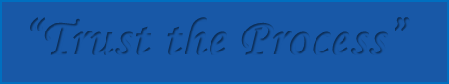 “Trust the Process”